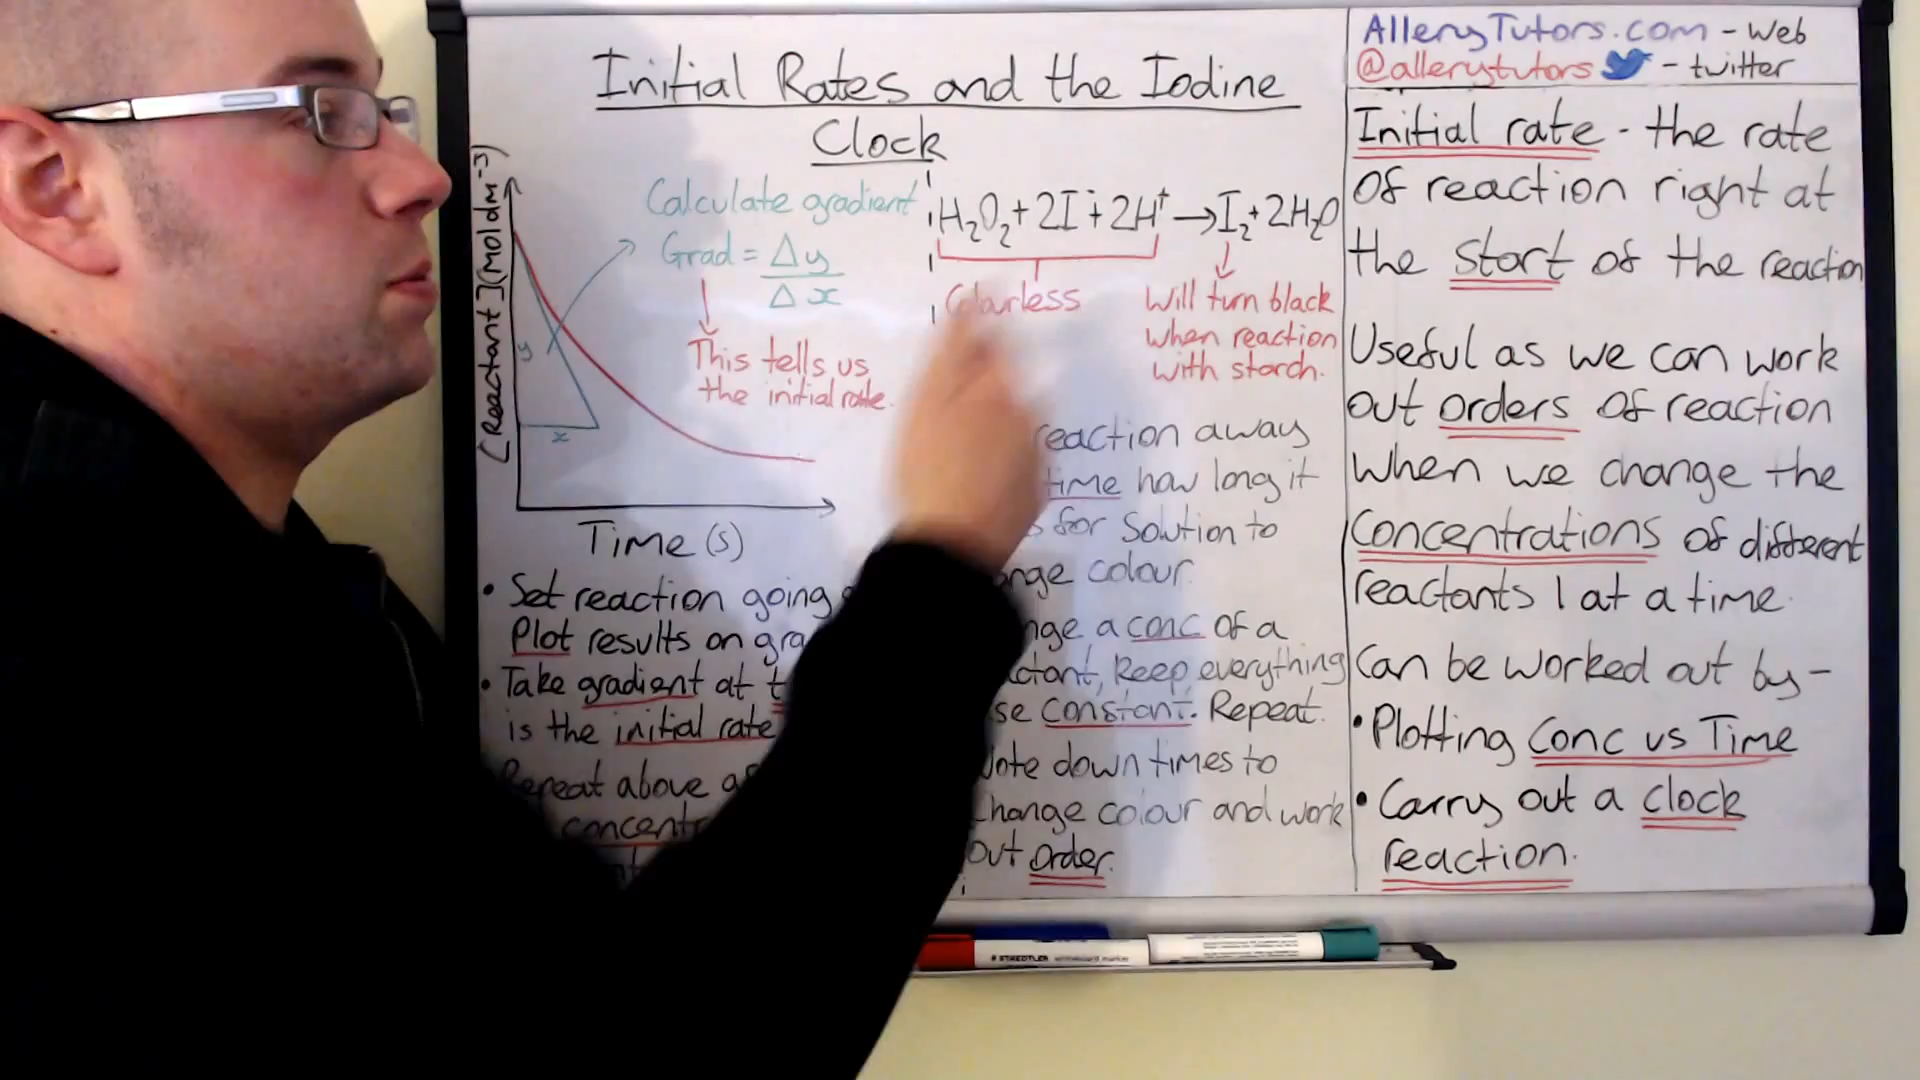 Initial Rates and the Iodine
Clock
[Reactant] (mol dm⁻³)
y
x
Time (s)
Calculate gradient
Grad = Δy
Δx
This tells us
the initial rate.
H₂O₂ + 2I⁻ + 2H⁺ → I₂ + 2H₂O
Colourless
Will turn black
when reaction
with starch.
• Set reaction going
Plot results on
• Take gradient at
is the initial rate
Repeat above
reaction away
time how long it
for Solution to
colour.
a conc of a
Keep everything
Constant. Repeat.
Note down times to
Change colour and work
out order.
AlleryTutors.com - Web
@allerytutors - twitter
Initial rate - the rate
of reaction right at
the Start of the reaction
Useful as we can work
out orders of reaction
when we change the
concentrations of different
reactants 1 at a time.
Can be worked out by -
• Plotting Conc vs Time
• Carry out a clock
reaction.
STAEDTLER